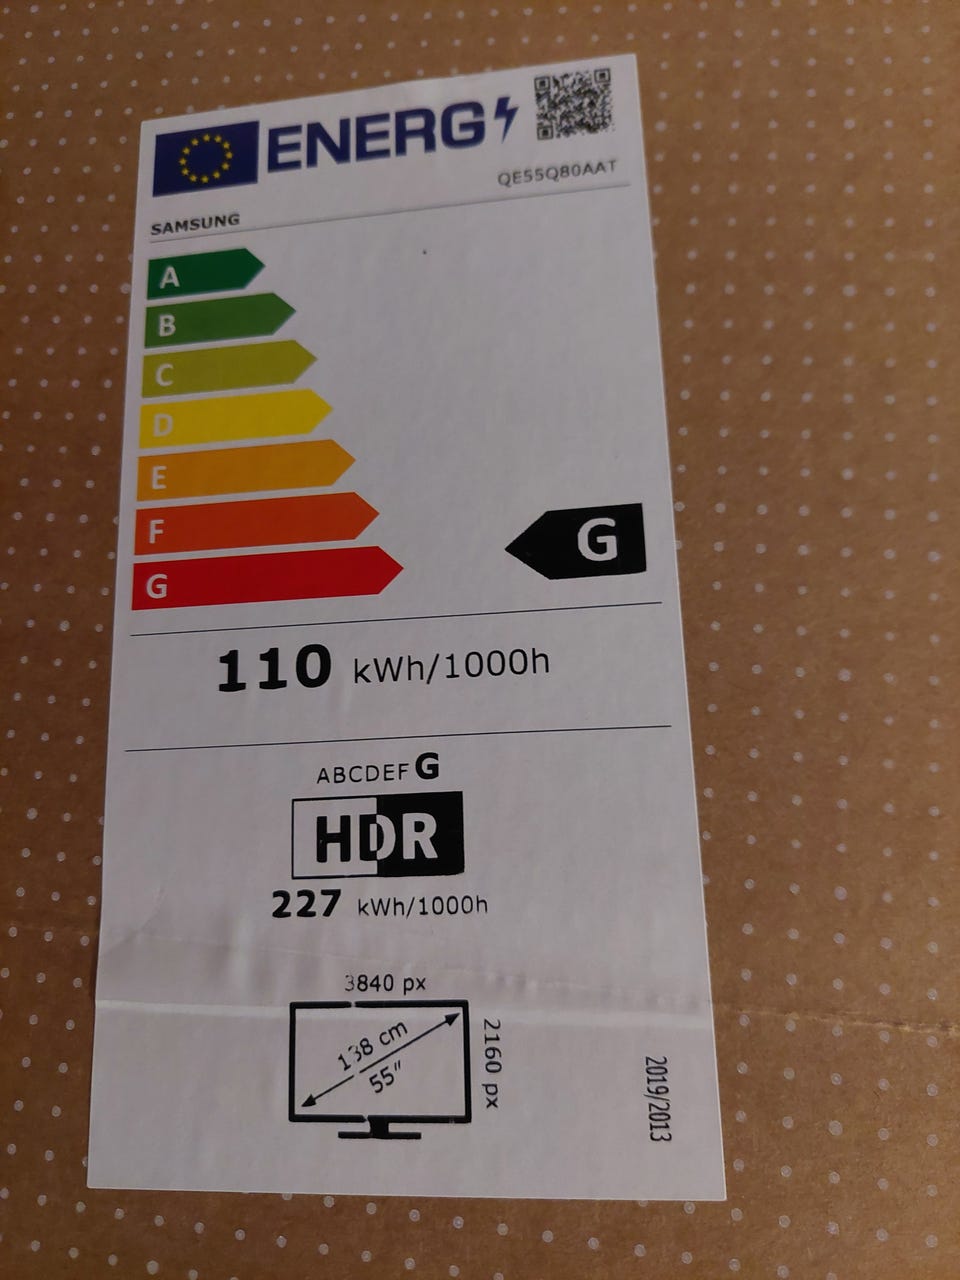 ENERG
QE55Q80AAT
SAMSUNG
A
B
C
D
E
F
G
G
110 kWh/1000h
ABCDEFG
HDR
227 kWh/1000h
3840 px
138 cm
55"
2160 px
2019/2013